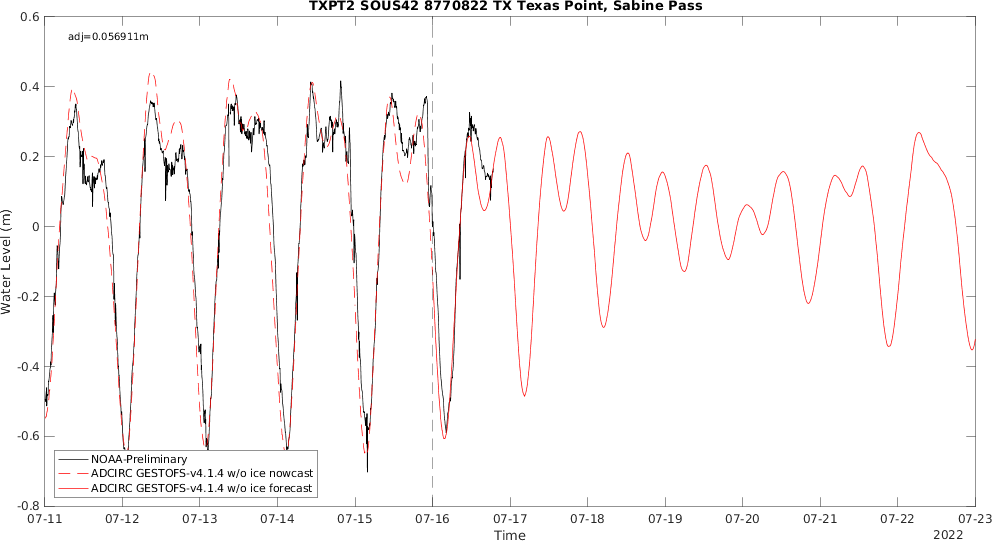 TXPT2 SOUS42 8770822 TX Texas Point, Sabine Pass
adj=0.056911m
0.6
0.4
0.2
0
-0.2
-0.4
-0.6
-0.8
Water Level (m)
NOAA-Preliminary
ADCIRC GESTOFS-v4.1.4 w/o ice nowcast
ADCIRC GESTOFS-v4.1.4 w/o ice forecast
07-11 07-12 07-13 07-14 07-15 07-16 07-17 07-18 07-19 07-20 07-21 07-22 07-23
Time
2022